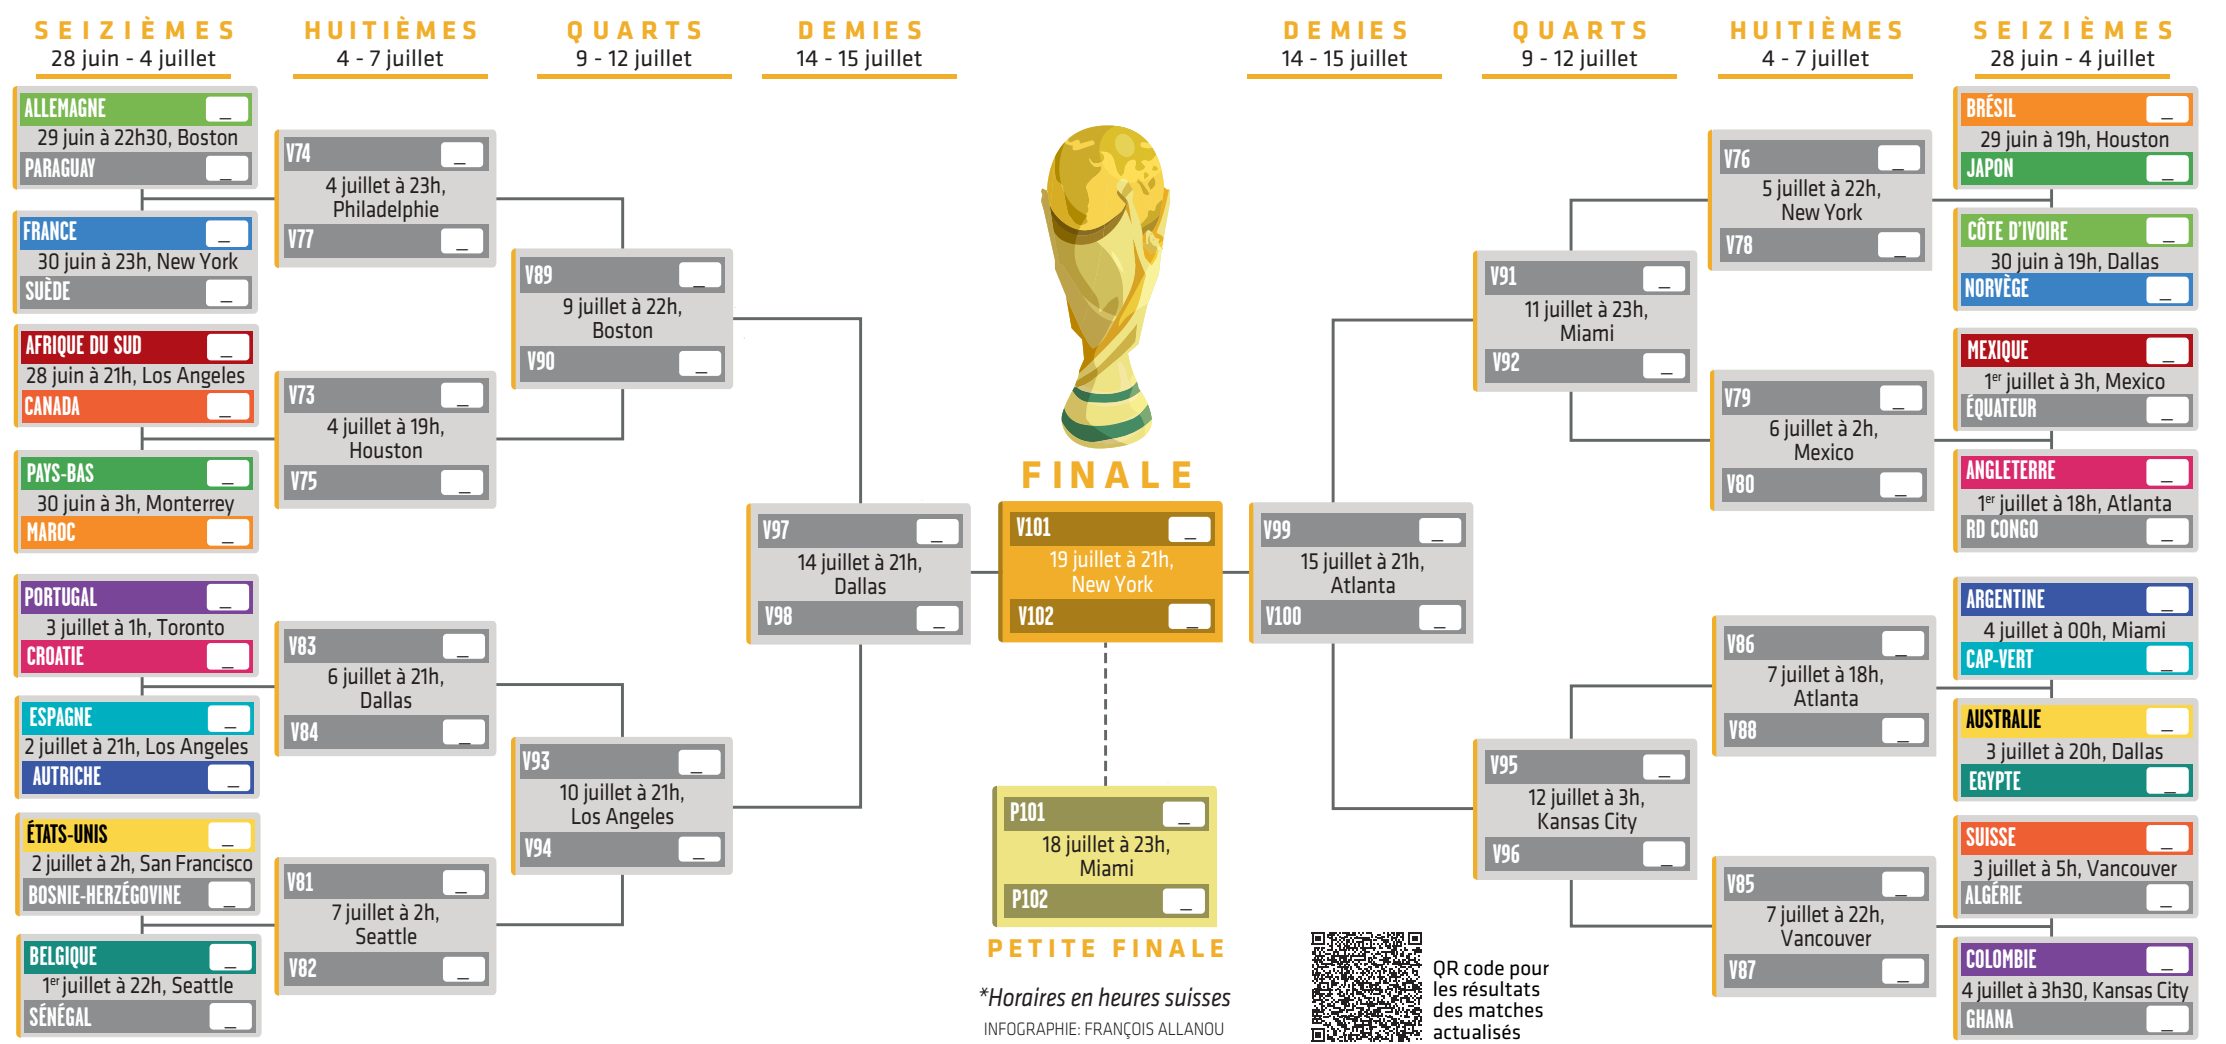 SEIZIÈMES
28 juin - 4 juillet
HUITIÈMES
4 - 7 juillet
QUARTS
9 - 12 juillet
DEMIES
14 - 15 juillet
DEMIES
14 - 15 juillet
QUARTS
9 - 12 juillet
HUITIÈMES
4 - 7 juillet
SEIZIÈMES
28 juin - 4 juillet
ALLEMAGNE _
29 juin à 22h30, Boston
PARAGUAY _
FRANCE _
30 juin à 23h, New York
SUÈDE _
AFRIQUE DU SUD _
28 juin à 21h, Los Angeles
CANADA _
PAYS-BAS _
30 juin à 3h, Monterrey
MAROC _
PORTUGAL _
3 juillet à 1h, Toronto
CROATIE _
ESPAGNE _
2 juillet à 21h, Los Angeles
AUTRICHE _
ÉTATS-UNIS _
2 juillet à 2h, San Francisco
BOSNIE-HERZÉGOVINE _
BELGIQUE _
1er juillet à 22h, Seattle
SÉNÉGAL _
V74 _
4 juillet à 23h,
Philadelphie
V77 _
V73 _
4 juillet à 19h,
Houston
V75 _
V83 _
6 juillet à 21h,
Dallas
V84 _
V81 _
7 juillet à 2h,
Seattle
V82 _
V89 _
9 juillet à 22h,
Boston
V90 _
V93 _
10 juillet à 21h,
Los Angeles
V94 _
V97 _
14 juillet à 21h,
Dallas
V98 _
FINALE
V101 _
19 juillet à 21h,
New York
V102 _
P101 _
18 juillet à 23h,
Miami
P102 _
PETITE FINALE
*Horaires en heures suisses
INFOGRAPHIE: FRANÇOIS ALLANOU
V99 _
15 juillet à 21h,
Atlanta
V100 _
V91 _
11 juillet à 23h,
Miami
V92 _
V95 _
12 juillet à 3h,
Kansas City
V96 _
QR code pour
les résultats
des matches
actualisés
V76 _
5 juillet à 22h,
New York
V78 _
V79 _
6 juillet à 2h,
Mexico
V80 _
V86 _
7 juillet à 18h,
Atlanta
V88 _
V85 _
7 juillet à 22h,
Vancouver
V87 _
BRÉSIL _
29 juin à 19h, Houston
JAPON _
CÔTE D'IVOIRE _
30 juin à 19h, Dallas
NORVÈGE _
MEXIQUE _
1er juillet à 3h, Mexico
ÉQUATEUR _
ANGLETERRE _
1er juillet à 18h, Atlanta
RD CONGO _
ARGENTINE _
4 juillet à 00h, Miami
CAP-VERT _
AUSTRALIE _
3 juillet à 20h, Dallas
EGYPTE _
SUISSE _
3 juillet à 5h, Vancouver
ALGÉRIE _
COLOMBIE _
4 juillet à 3h30, Kansas City
GHANA _